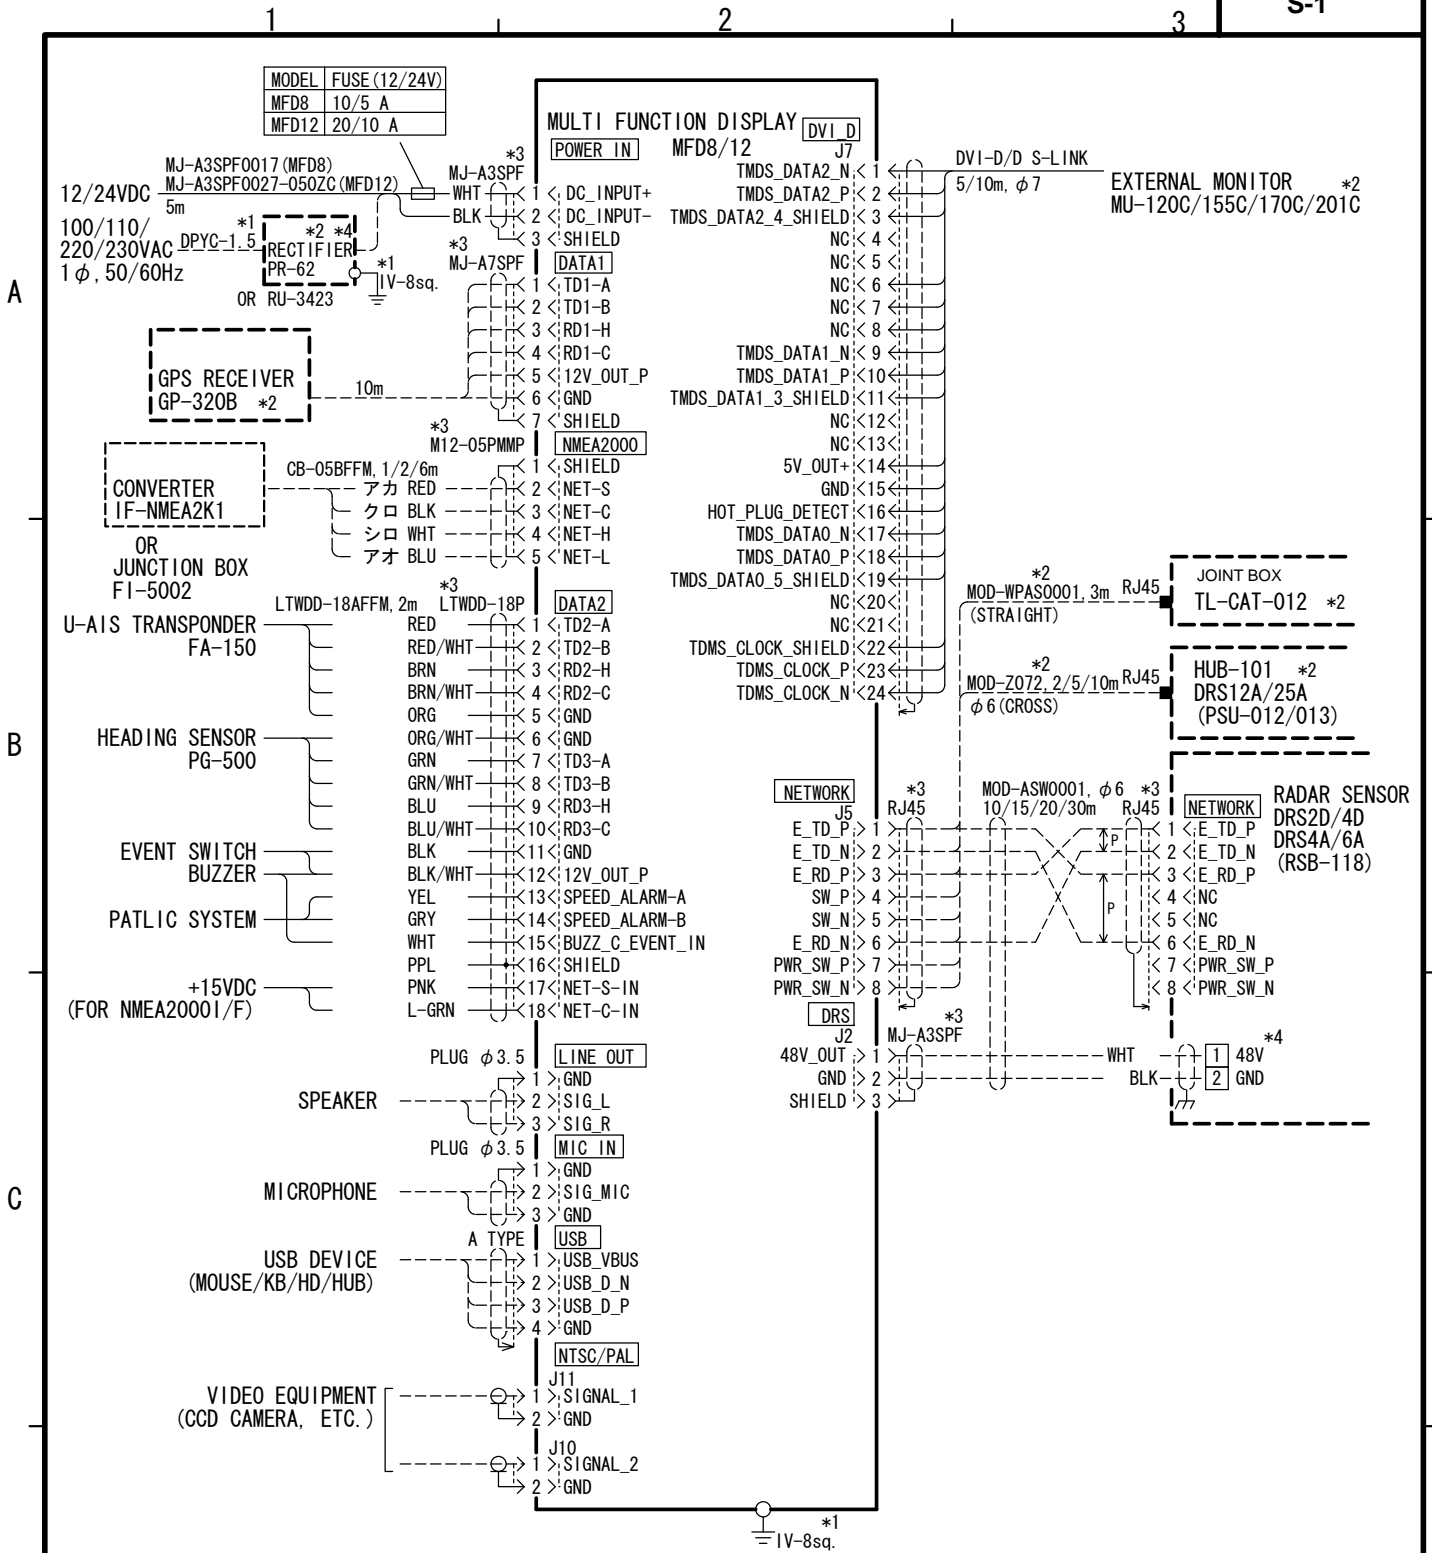 S-1
1 2 3
MODEL FUSE(12/24V)
MFD8 10/5 A
MFD12 20/10 A
MULTI FUNCTION DISPLAY
MFD8/12
12/24VDC
MJ-A3SPF0017(MFD8)
MJ-A3SPF0027-050ZC(MFD12)
5m
100/110/
220/230VAC
1φ,50/60Hz
*1
DPYC-1.5
*2 *4
RECTIFIER
PR-62
OR RU-3423
*1
IV-8sq.
*3
MJ-A3SPF
POWER IN
WHT 1 DC_INPUT+
BLK 2 DC_INPUT-
3 SHIELD
A
*3
MJ-A7SPF
DATA1
1 TD1-A
2 TD1-B
3 RD1-H
4 RD1-C
5 12V_OUT_P
6 GND
7 SHIELD
GPS RECEIVER
GP-320B *2
10m
*3
M12-05PMMP
NMEA2000
CONVERTER
IF-NMEA2K1
OR
JUNCTION BOX
FI-5002
CB-05BFFM,1/2/6m
1 SHIELD
アカ RED 2 NET-S
クロ BLK 3 NET-C
シロ WHT 4 NET-H
アオ BLU 5 NET-L
LTWDD-18AFFM,2m
*3
LTWDD-18P
DATA2
U-AIS TRANSPONDER
FA-150
RED 1 TD2-A
RED/WHT 2 TD2-B
BRN 3 RD2-H
BRN/WHT 4 RD2-C
ORG 5 GND
B
HEADING SENSOR
PG-500
ORG/WHT 6 GND
GRN 7 TD3-A
GRN/WHT 8 TD3-B
BLU 9 RD3-H
BLU/WHT 10 RD3-C
EVENT SWITCH
BUZZER
PATLIC SYSTEM
BLK 11 GND
BLK/WHT 12 12V_OUT_P
YEL 13 SPEED_ALARM-A
GRY 14 SPEED_ALARM-B
WHT 15 BUZZ_C_EVENT_IN
PPL 16 SHIELD
+15VDC
(FOR NMEA2000I/F)
PNK 17 NET-S-IN
L-GRN 18 NET-C-IN
PLUG φ3.5
LINE OUT
SPEAKER
1 GND
2 SIG_L
3 SIG_R
PLUG φ3.5
MIC IN
C
MICROPHONE
1 GND
2 SIG_MIC
3 GND
A TYPE
USB
USB DEVICE
(MOUSE/KB/HD/HUB)
1 USB_VBUS
2 USB_D_N
3 USB_D_P
4 GND
NTSC/PAL
VIDEO EQUIPMENT
(CCD CAMERA, ETC.)
J11
1 SIGNAL_1
2 GND
J10
1 SIGNAL_2
2 GND
*1
IV-8sq.
DVI_D
J7
TMDS_DATA2_N 1
TMDS_DATA2_P 2
TMDS_DATA2_4_SHIELD 3
NC 4
NC 5
NC 6
NC 7
NC 8
TMDS_DATA1_N 9
TMDS_DATA1_P 10
TMDS_DATA1_3_SHIELD 11
NC 12
NC 13
5V_OUT+ 14
GND 15
HOT_PLUG_DETECT 16
TMDS_DATA0_N 17
TMDS_DATA0_P 18
TMDS_DATA0_5_SHIELD 19
NC 20
NC 21
TDMS_CLOCK_SHIELD 22
TDMS_CLOCK_P 23
TDMS_CLOCK_N 24
DVI-D/D S-LINK
5/10m,φ7
EXTERNAL MONITOR *2
MU-120C/155C/170C/201C
*2
MOD-WPAS0001,3m RJ45
(STRAIGHT)
JOINT BOX
TL-CAT-012 *2
*2
MOD-Z072,2/5/10m RJ45
φ6(CROSS)
HUB-101 *2
DRS12A/25A
(PSU-012/013)
NETWORK
J5
*3
RJ45
MOD-ASW0001,φ6
10/15/20/30m
*3
RJ45
NETWORK
RADAR SENSOR
DRS2D/4D
DRS4A/6A
(RSB-118)
E_TD_P 1 P 1 E_TD_P
E_TD_N 2 2 E_TD_N
E_RD_P 3 3 E_RD_P
SW_P 4 P 4 NC
SW_N 5 5 NC
E_RD_N 6 6 E_RD_N
PWR_SW_P 7 7 PWR_SW_P
PWR_SW_N 8 8 PWR_SW_N
DRS
J2
*3
MJ-A3SPF
*4
48V_OUT 1 WHT 1 48V
GND 2 BLK 2 GND
SHIELD 3